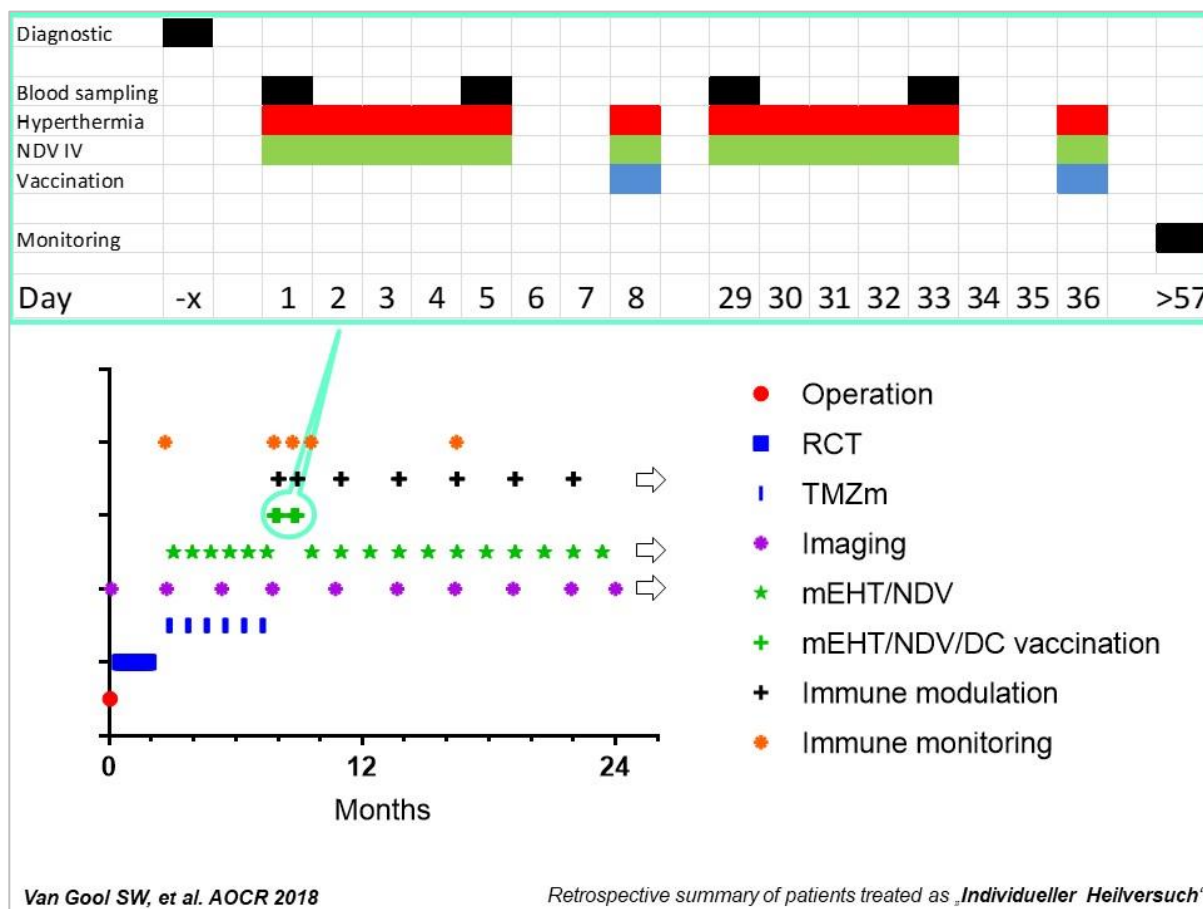 Diagnostic
Blood sampling
Hyperthermia
NDV IV
Vaccination
Monitoring
Day -x 1 2 3 4 5 6 7 8 29 30 31 32 33 34 35 36 >57
Operation
RCT
TMZm
Imaging
mEHT/NDV
mEHT/NDV/DC vaccination
Immune modulation
Immune monitoring
0 12 24
Months
Van Gool SW, et al. AOCR 2018
Retrospective summary of patients treated as „Individueller Heilversuch“